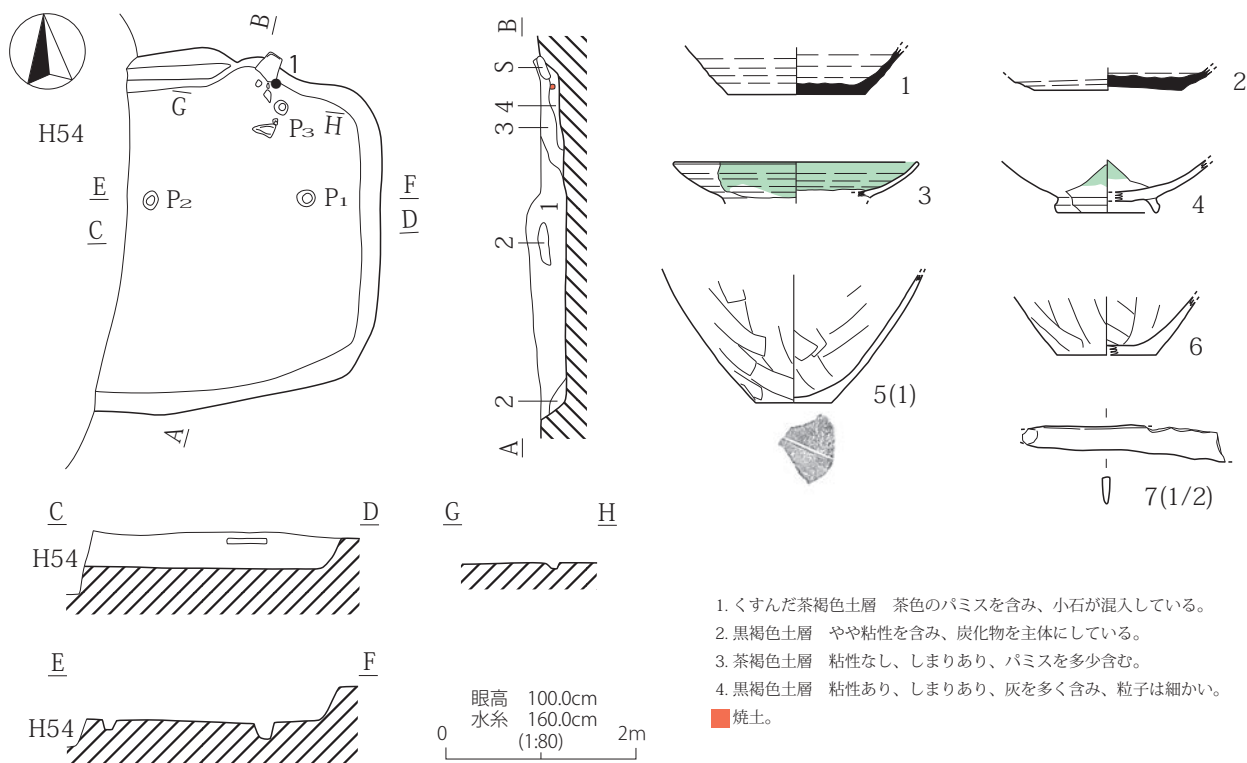 B
1
G
H
P3
H54
E
P2
P1
F
C
D
A
B
S
4
3
1
2
2
A
1
2
3
4
5(1)
6
7(1/2)
C
D
H54
G
H
E
F
H54
眼高 100.0cm
水糸 160.0cm
(1:80)
0 2m
1. くすんだ茶褐色土層 茶色のパミスを含み、小石が混入している。
2. 黒褐色土層 やや粘性を含み、炭化物を主体にしている。
3. 茶褐色土層 粘性なし、しまりあり、パミスを多少含む。
4. 黒褐色土層 粘性あり、しまりあり、灰を多く含み、粒子は細かい。
焼土。